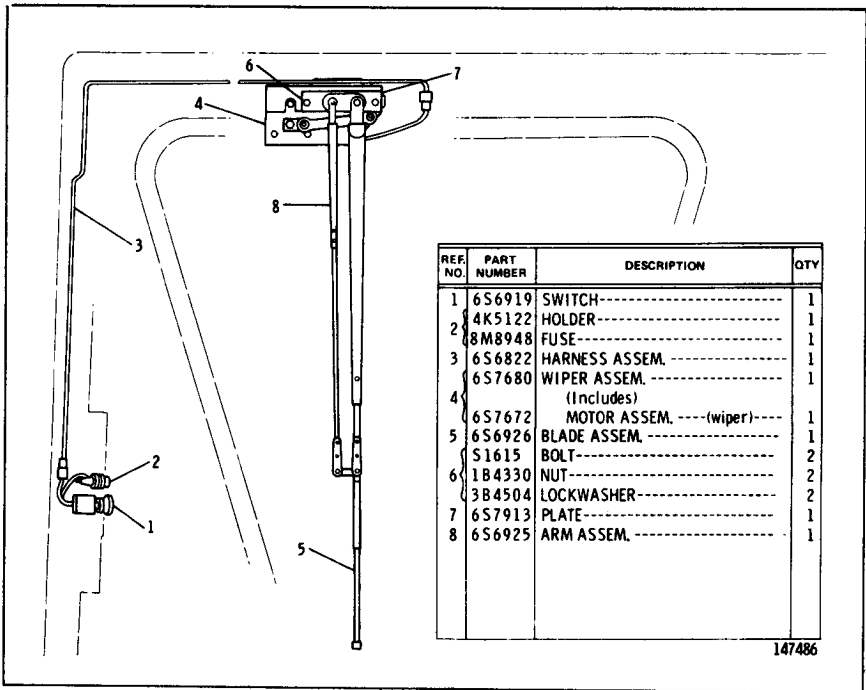 6
7
4
8
3
2
1
5
REF. NO. PART NUMBER DESCRIPTION QTY
1 6S6919 SWITCH 1
2 4K5122 HOLDER 1
8M8948 FUSE 1
3 6S6822 HARNESS ASSEM. 1
4 6S7680 WIPER ASSEM. 1
(Includes)
6S7672 MOTOR ASSEM. ----(wiper)---- 1
5 6S6926 BLADE ASSEM. 1
6 S1615 BOLT 2
1B4330 NUT 2
3B4504 LOCKWASHER 2
7 6S7913 PLATE 1
8 6S6925 ARM ASSEM. 1
147486